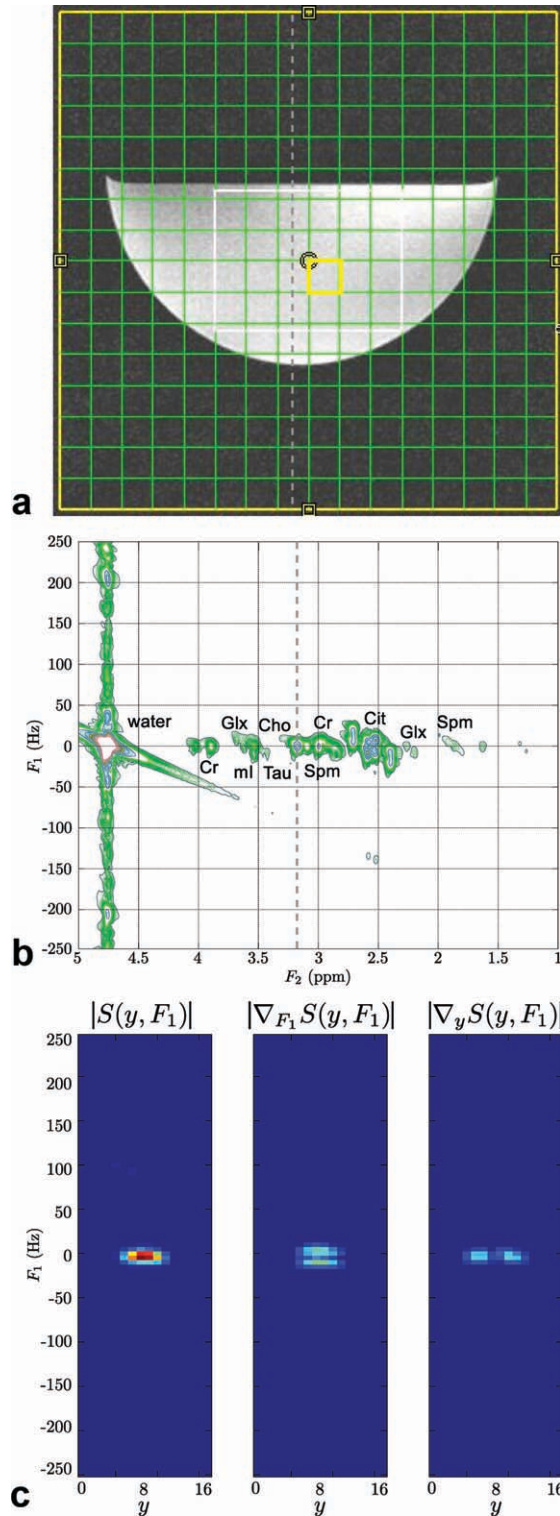 a
250
200
150
100
50
0
-50
-100
-150
-200
-250
F₁ (Hz)
water
Glx
Cho
Cr
Cit
Glx
Spm
Cr
mI
Tau
Spm
5 4.5 4 3.5 3 2.5 2 1.5 1
F₂ (ppm)
b
|S(y, F₁)| |∇F₁S(y, F₁)| |∇yS(y, F₁)|
250
200
150
100
50
0
-50
-100
-150
-200
-250
F₁ (Hz)
0 8 16 0 8 16 0 8 16
y y y
c